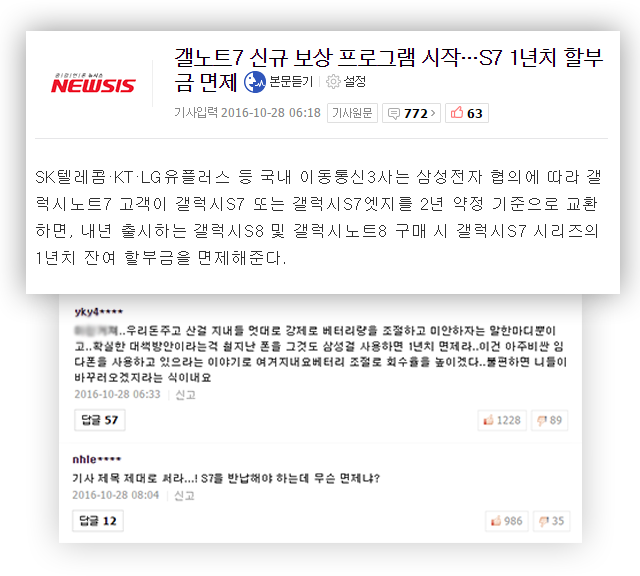 갤노트7 신규 보상 프로그램 시작…S7 1년치 할부
금 면제 본문듣기 설정
공감언론 뉴시스
NEWSIS
기사입력 2016-10-28 06:18 기사원문 772 > 63
SK텔레콤·KT·LG유플러스 등 국내 이동통신3사는 삼성전자 협의에 따라 갤
럭시노트7 고객이 갤럭시S7 또는 갤럭시S7엣지를 2년 약정 기준으로 교환
하면, 내년 출시하는 갤럭시S8 및 갤럭시노트8 구매 시 갤럭시S7 시리즈의
1년치 잔여 할부금을 면제해준다.
yky4****
..우리돈주고 산걸 지내들 멋대로 강제로 베터리량을 조절하고 미안하자는 말한마디뿐이
고..확실한 대책방안이라는걱 훨지난 폰을 그것도 삼성걸 사용하면 1년치 면제라..이건 아주비싼 임
다폰을 사용하고 있으라는 이야기로 여겨지내요베터리 조절로 회수율을 높이겠다..불편하면 니들이
바꾸러오겠지라는 식이내요
2016-10-28 06:33 | 신고
답글 57 1228 89
nhle****
기사 제목 제대로 써라...! S7을 반납해야 하는데 무슨 면제냐?
2016-10-28 08:04 | 신고
답글 12 986 35